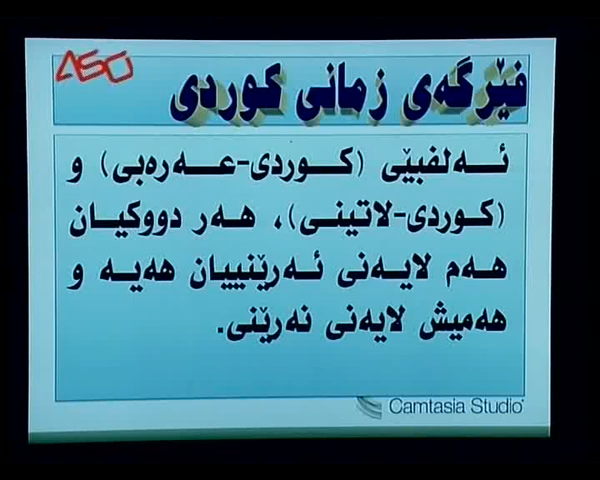 ASO
فێرگەی زمانی کوردی
ئەلفبێی (کوردی-عەرەبی) و
(کوردی-لاتینی)، هەر دووکیان
هەم لایەنی ئەرێنییان هەیە و
هەمیش لایەنی نەرێنی.
Camtasia Studio